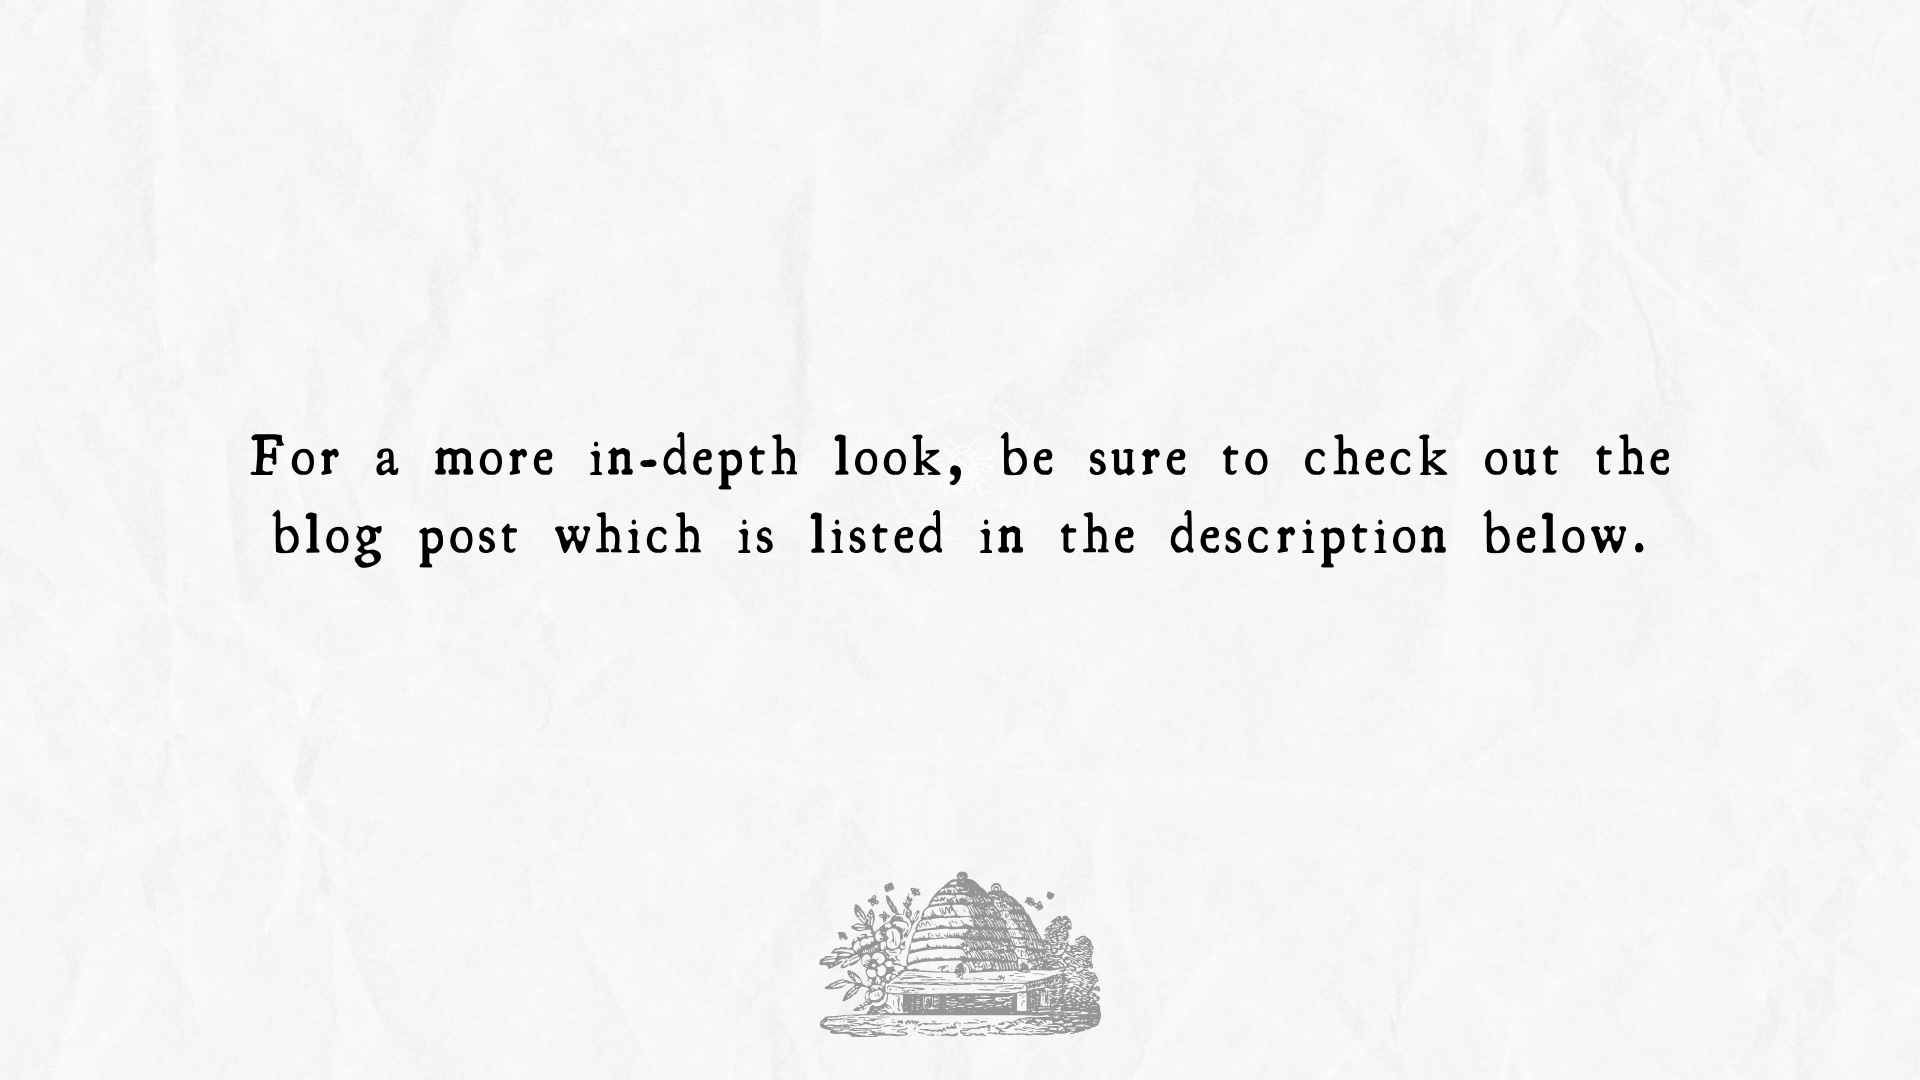 For a more in-depth look, be sure to check out the
blog post which is listed in the description below.